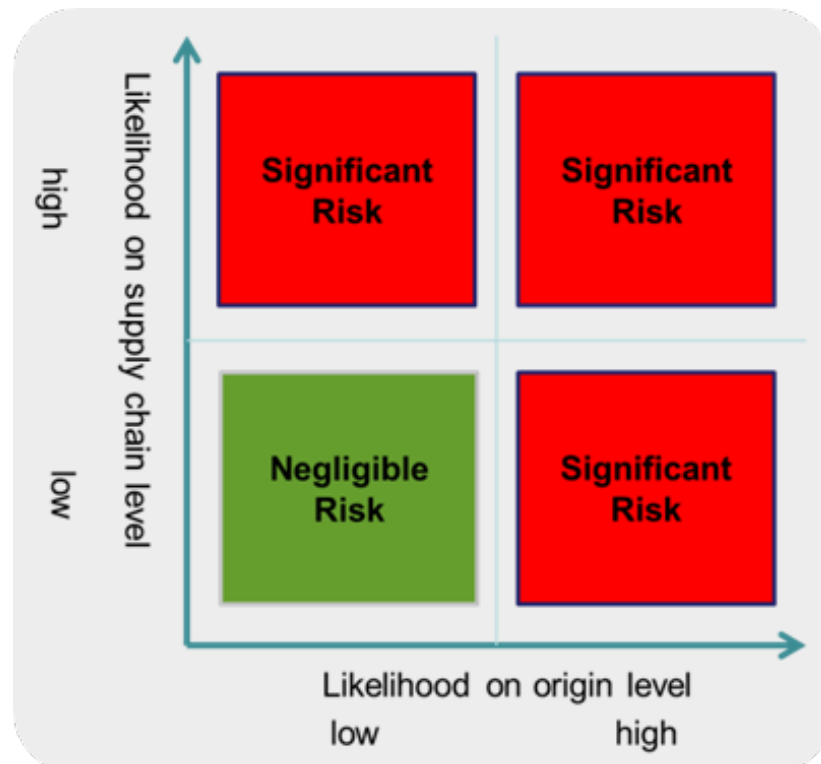 Likelihood on supply chain level
high
low
Significant
Risk
Significant
Risk
Negligible
Risk
Significant
Risk
Likelihood on origin level
low
high